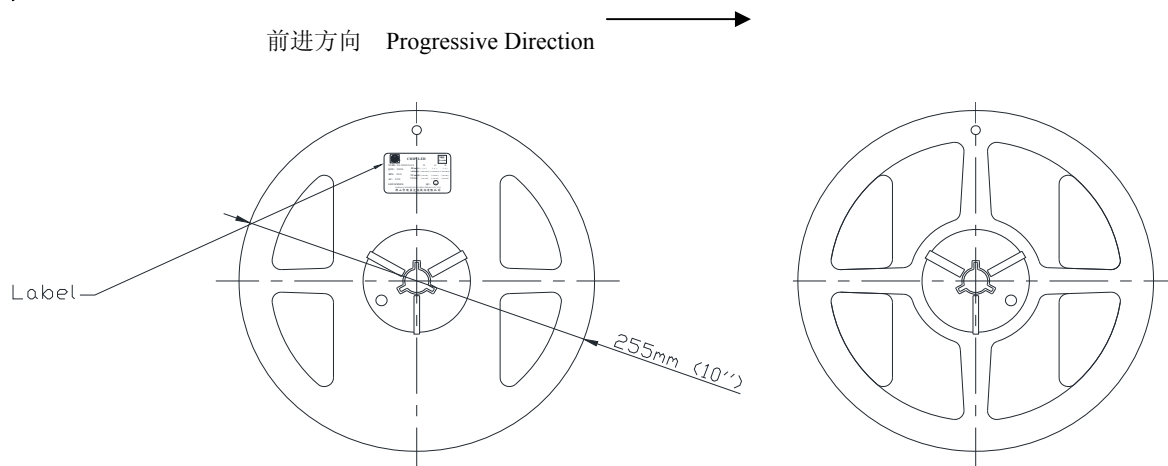 前进方向 Progressive Direction
Label
255mm (10'')